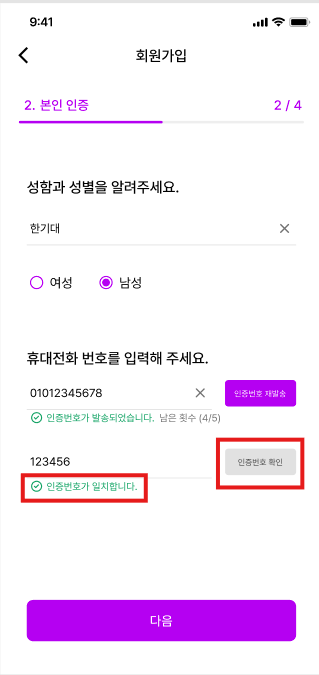 9:41
회원가입
2. 본인 인증 2 / 4
성함과 성별을 알려주세요.
한기대
여성 남성
휴대전화 번호를 입력해 주세요.
01012345678 인증번호 재발송
인증번호가 발송되었습니다. 남은 횟수 (4/5)
123456 인증번호 확인
인증번호가 일치합니다.
다음